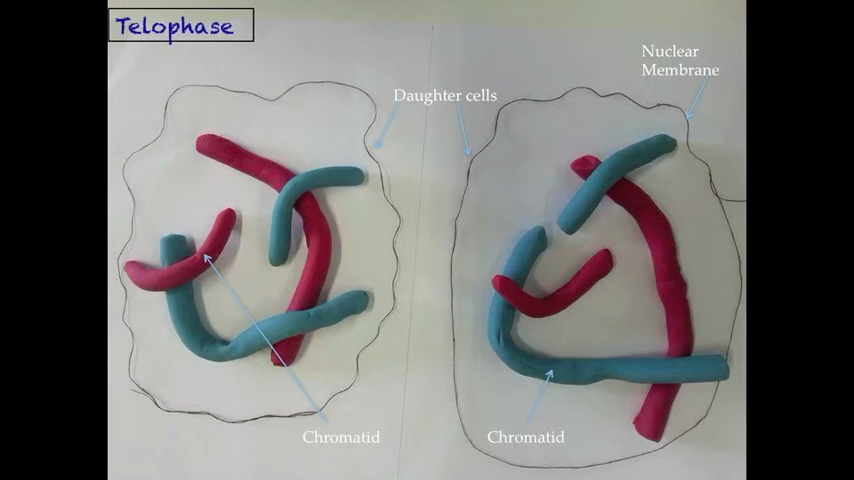 Telophase
Nuclear
Membrane
Daughter cells
Chromatid
Chromatid